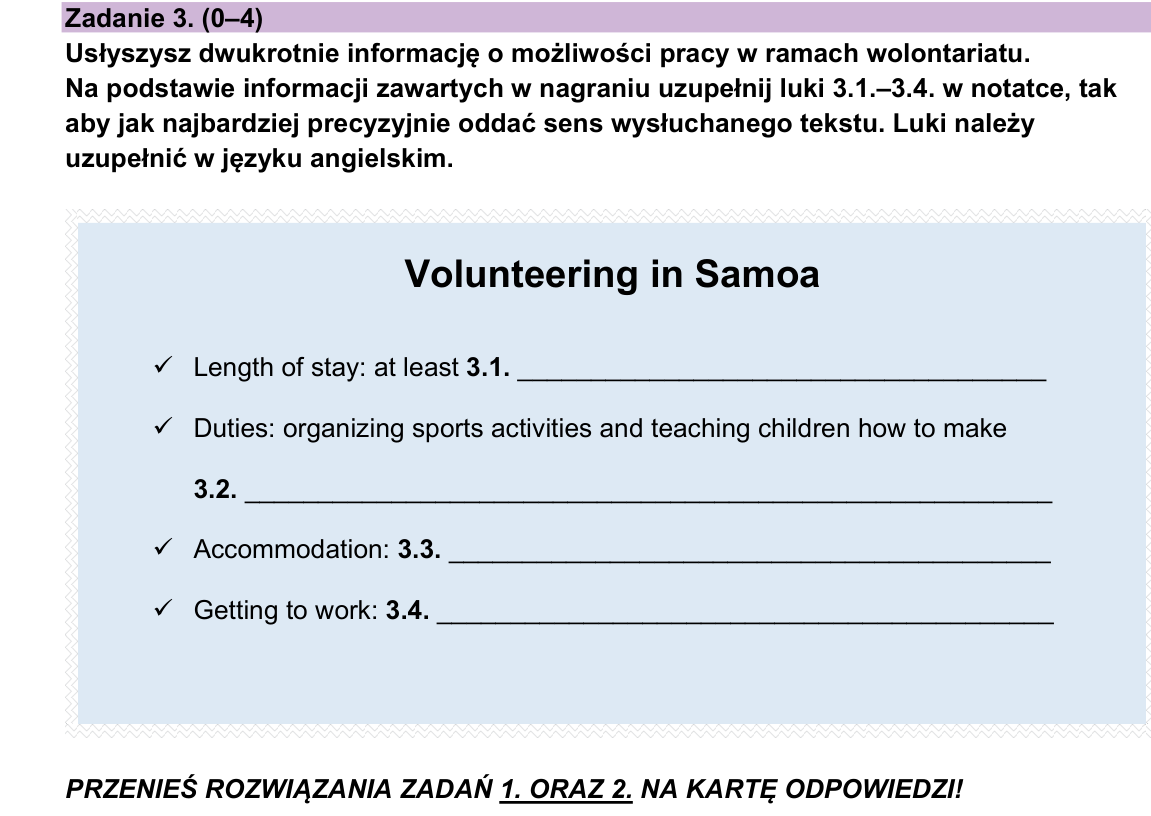 Zadanie 3. (0–4)
Usłyszysz dwukrotnie informację o możliwości pracy w ramach wolontariatu.
Na podstawie informacji zawartych w nagraniu uzupełnij luki 3.1.–3.4. w notatce, tak
aby jak najbardziej precyzyjnie oddać sens wysłuchanego tekstu. Luki należy
uzupełnić w języku angielskim.
Volunteering in Samoa
✓ Length of stay: at least 3.1. ____________________________________
✓ Duties: organizing sports activities and teaching children how to make
3.2. _______________________________________________________
✓ Accommodation: 3.3. _________________________________________
✓ Getting to work: 3.4. __________________________________________
PRZENIEŚ ROZWIĄZANIA ZADAŃ 1. ORAZ 2. NA KARTĘ ODPOWIEDZI!